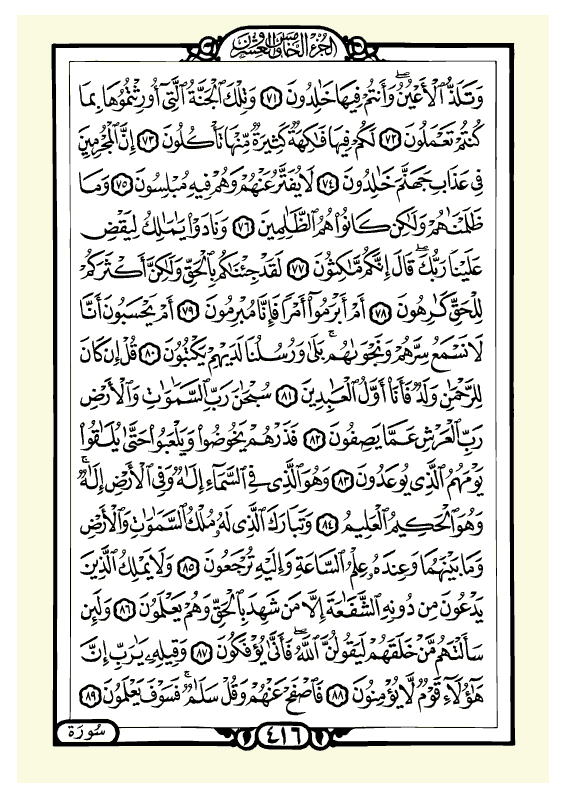 الجزء الخامس والعشرون
وَتَلَذُّ ٱلْأَعْيُنُ ۖ وَأَنتُمْ فِيهَا خَٰلِدُونَ ٧١ وَتِلْكَ ٱلْجَنَّةُ ٱلَّتِىٓ أُورِثْتُمُوهَا بِمَا
كُنتُمْ تَعْمَلُونَ ٧٢ لَكُمْ فِيهَا فَٰكِهَةٌ كَثِيرَةٌ مِّنْهَا تَأْكُلُونَ ٧٣ إِنَّ ٱلْمُجْرِمِينَ
فِى عَذَابِ جَهَنَّمَ خَٰلِدُونَ ٧٤ لَا يُفَتَّرُ عَنْهُمْ وَهُمْ فِيهِ مُبْلِسُونَ ٧٥ وَمَا
ظَلَمْنَٰهُمْ وَلَٰكِن كَانُوا۟ هُمُ ٱلظَّٰلِمِينَ ٧٦ وَنَادَوْا۟ يَٰمَٰلِكُ لِيَقْضِ
عَلَيْنَا رَبُّكَ ۖ قَالَ إِنَّكُم مَّٰكِثُونَ ٧٧ لَقَدْ جِئْنَٰكُم بِٱلْحَقِّ وَلَٰكِنَّ أَكْثَرَكُمْ
لِلْحَقِّ كَٰرِهُونَ ٧٨ أَمْ أَبْرَمُوٓا۟ أَمْرًا فَإِنَّا مُبْرِمُونَ ٧٩ أَمْ يَحْسَبُونَ أَنَّا
لَا نَسْمَعُ سِرَّهُمْ وَنَجْوَىٰهُم ۚ بَلَىٰ وَرُسُلُنَا لَدَيْهِمْ يَكْتُبُونَ ٨٠ قُلْ إِن كَانَ
لِلرَّحْمَٰنِ وَلَدٌ فَأَنَا۠ أَوَّلُ ٱلْعَٰبِدِينَ ٨١ سُبْحَٰنَ رَبِّ ٱلسَّمَٰوَٰتِ وَٱلْأَرْضِ
رَبِّ ٱلْعَرْشِ عَمَّا يَصِفُونَ ٨٢ فَذَرْهُمْ يَخُوضُوا۟ وَيَلْعَبُوا۟ حَتَّىٰ يُلَٰقُوا۟
يَوْمَهُمُ ٱلَّذِى يُوعَدُونَ ٨٣ وَهُوَ ٱلَّذِى فِى ٱلسَّمَآءِ إِلَٰهٌ وَفِى ٱلْأَرْضِ إِلَٰهٌ ۚ
وَهُوَ ٱلْحَكِيمُ ٱلْعَلِيمُ ٨٤ وَتَبَارَكَ ٱلَّذِى لَهُۥ مُلْكُ ٱلسَّمَٰوَٰتِ وَٱلْأَرْضِ
وَمَا بَيْنَهُمَا وَعِندَهُۥ عِلْمُ ٱلسَّاعَةِ وَإِلَيْهِ تُرْجَعُونَ ٨٥ وَلَا يَمْلِكُ ٱلَّذِينَ
يَدْعُونَ مِن دُونِهِ ٱلشَّفَٰعَةَ إِلَّا مَن شَهِدَ بِٱلْحَقِّ وَهُمْ يَعْلَمُونَ ٨٦ وَلَئِن
سَأَلْتَهُم مَّنْ خَلَقَهُمْ لَيَقُولُنَّ ٱللَّهُ ۖ فَأَنَّىٰ يُؤْفَكُونَ ٨٧ وَقِيلِهِۦ يَٰرَبِّ إِنَّ
هَٰٓؤُلَآءِ قَوْمٌ لَّا يُؤْمِنُونَ ٨٨ فَٱصْفَحْ عَنْهُمْ وَقُلْ سَلَٰمٌ ۚ فَسَوْفَ يَعْلَمُونَ ٨٩
٤١٦
سُورَة